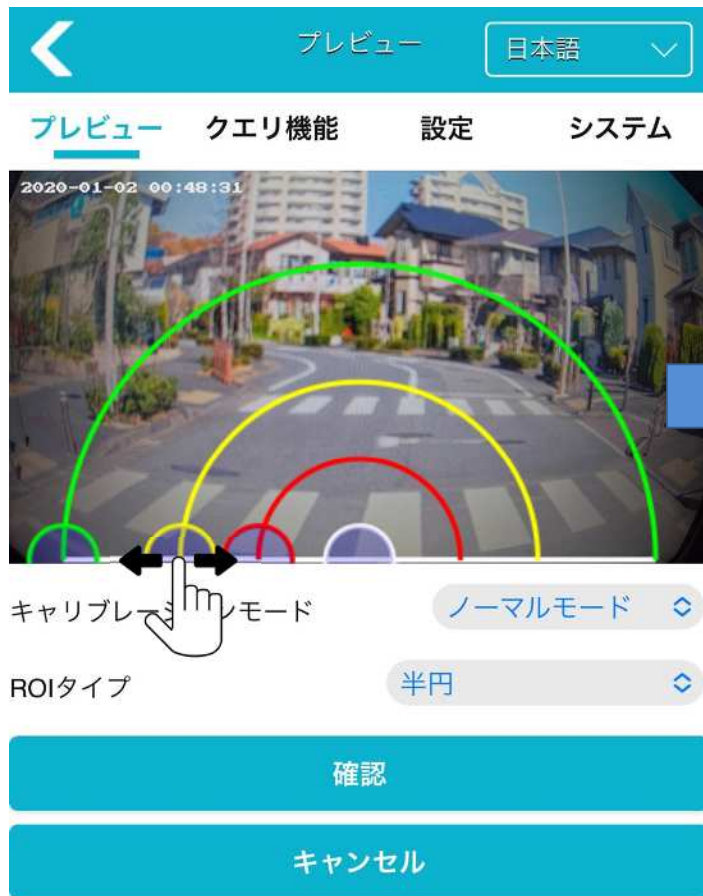 プレビュー
日本語
プレビュー クエリ機能 設定 システム
2020-01-02 00:48:31
キャリブレーションモード
ノーマルモード
ROIタイプ
半円
確認
キャンセル